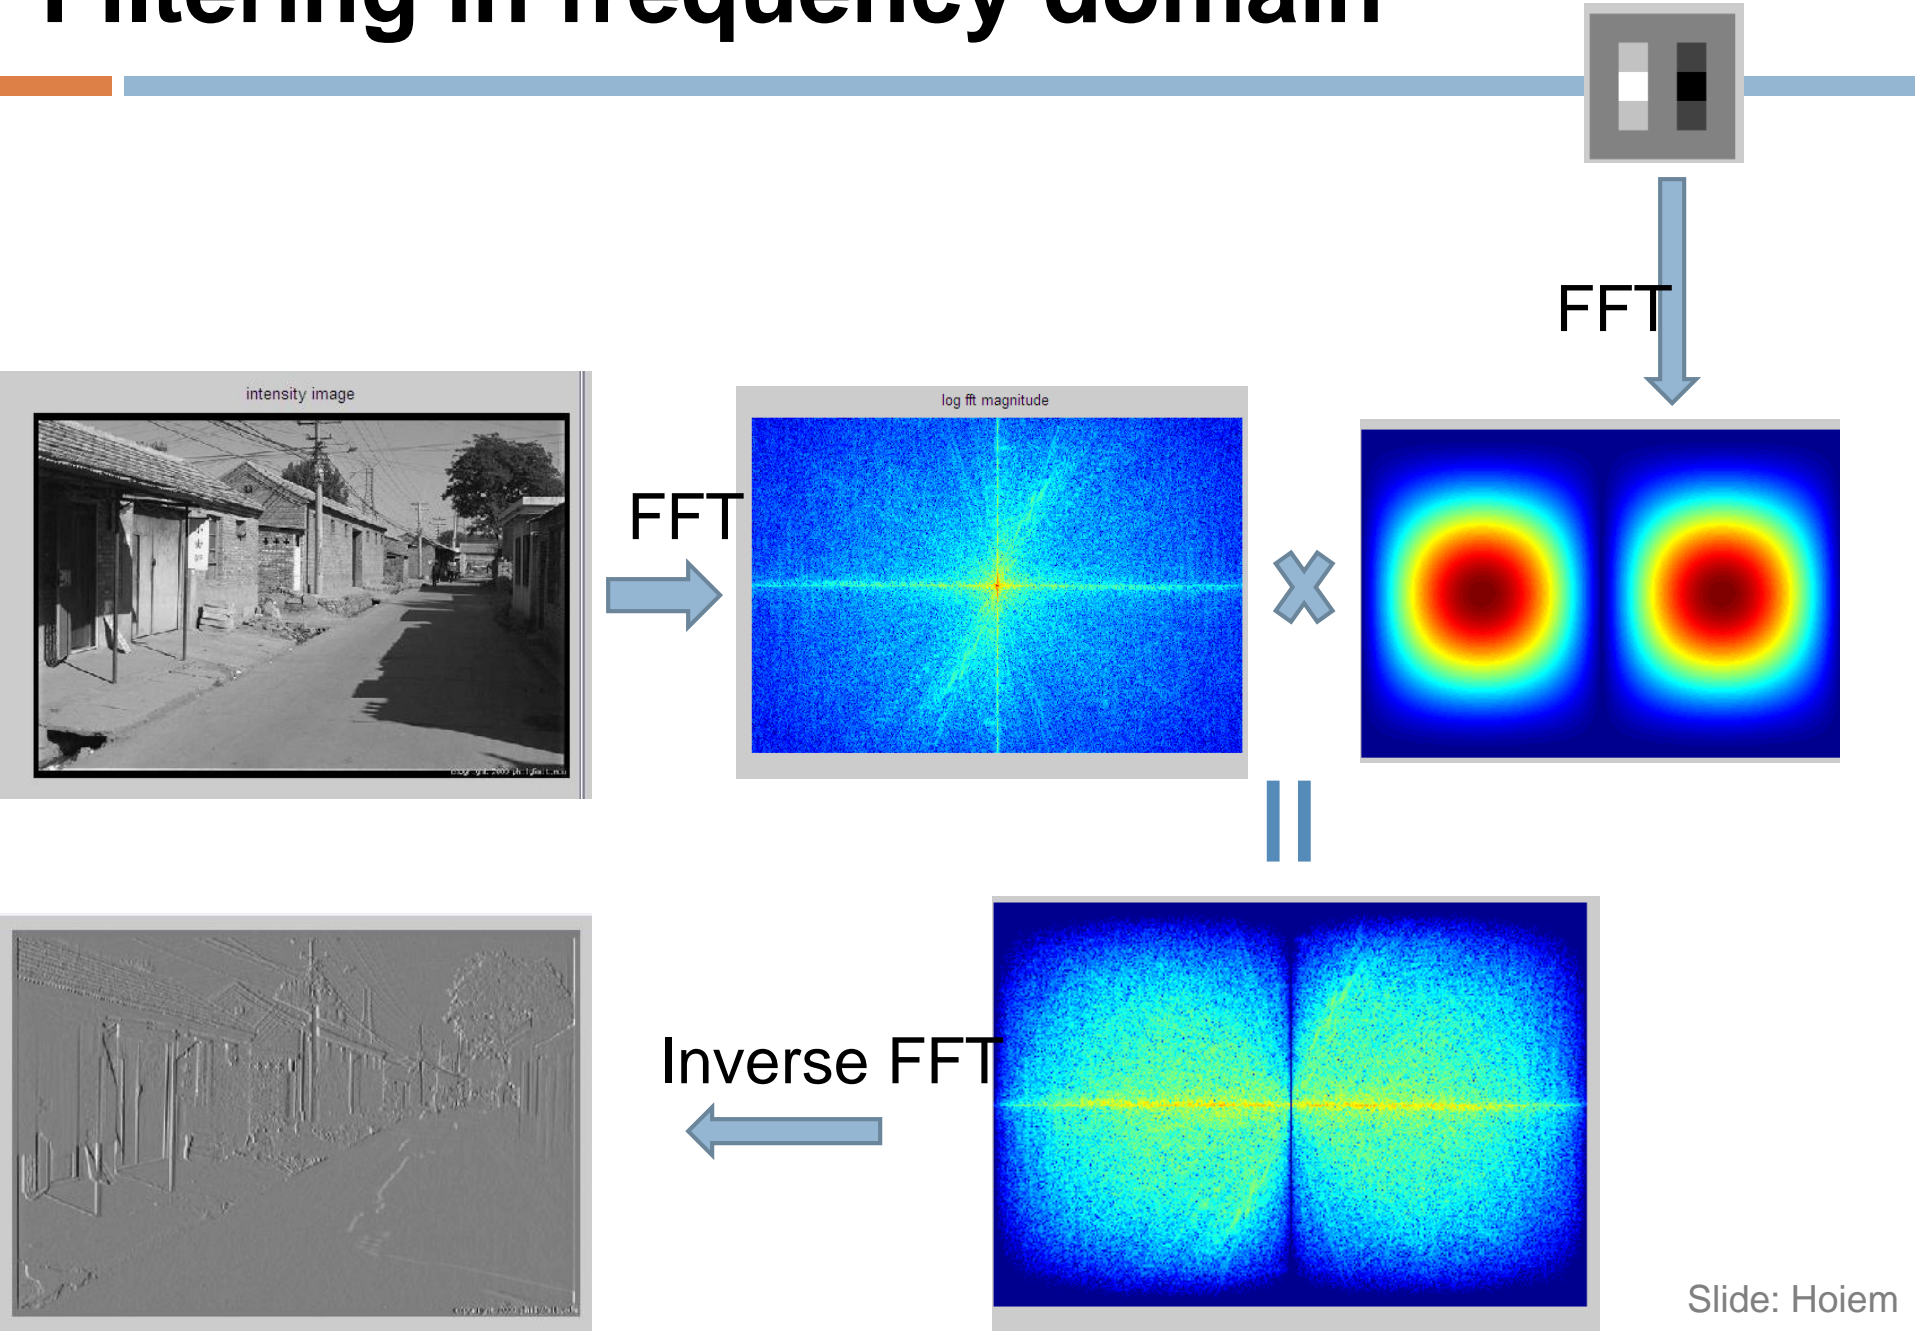 Filtering in frequency domain
FFT
intensity image
log fft magnitude
FFT
Inverse FFT
Slide: Hoiem